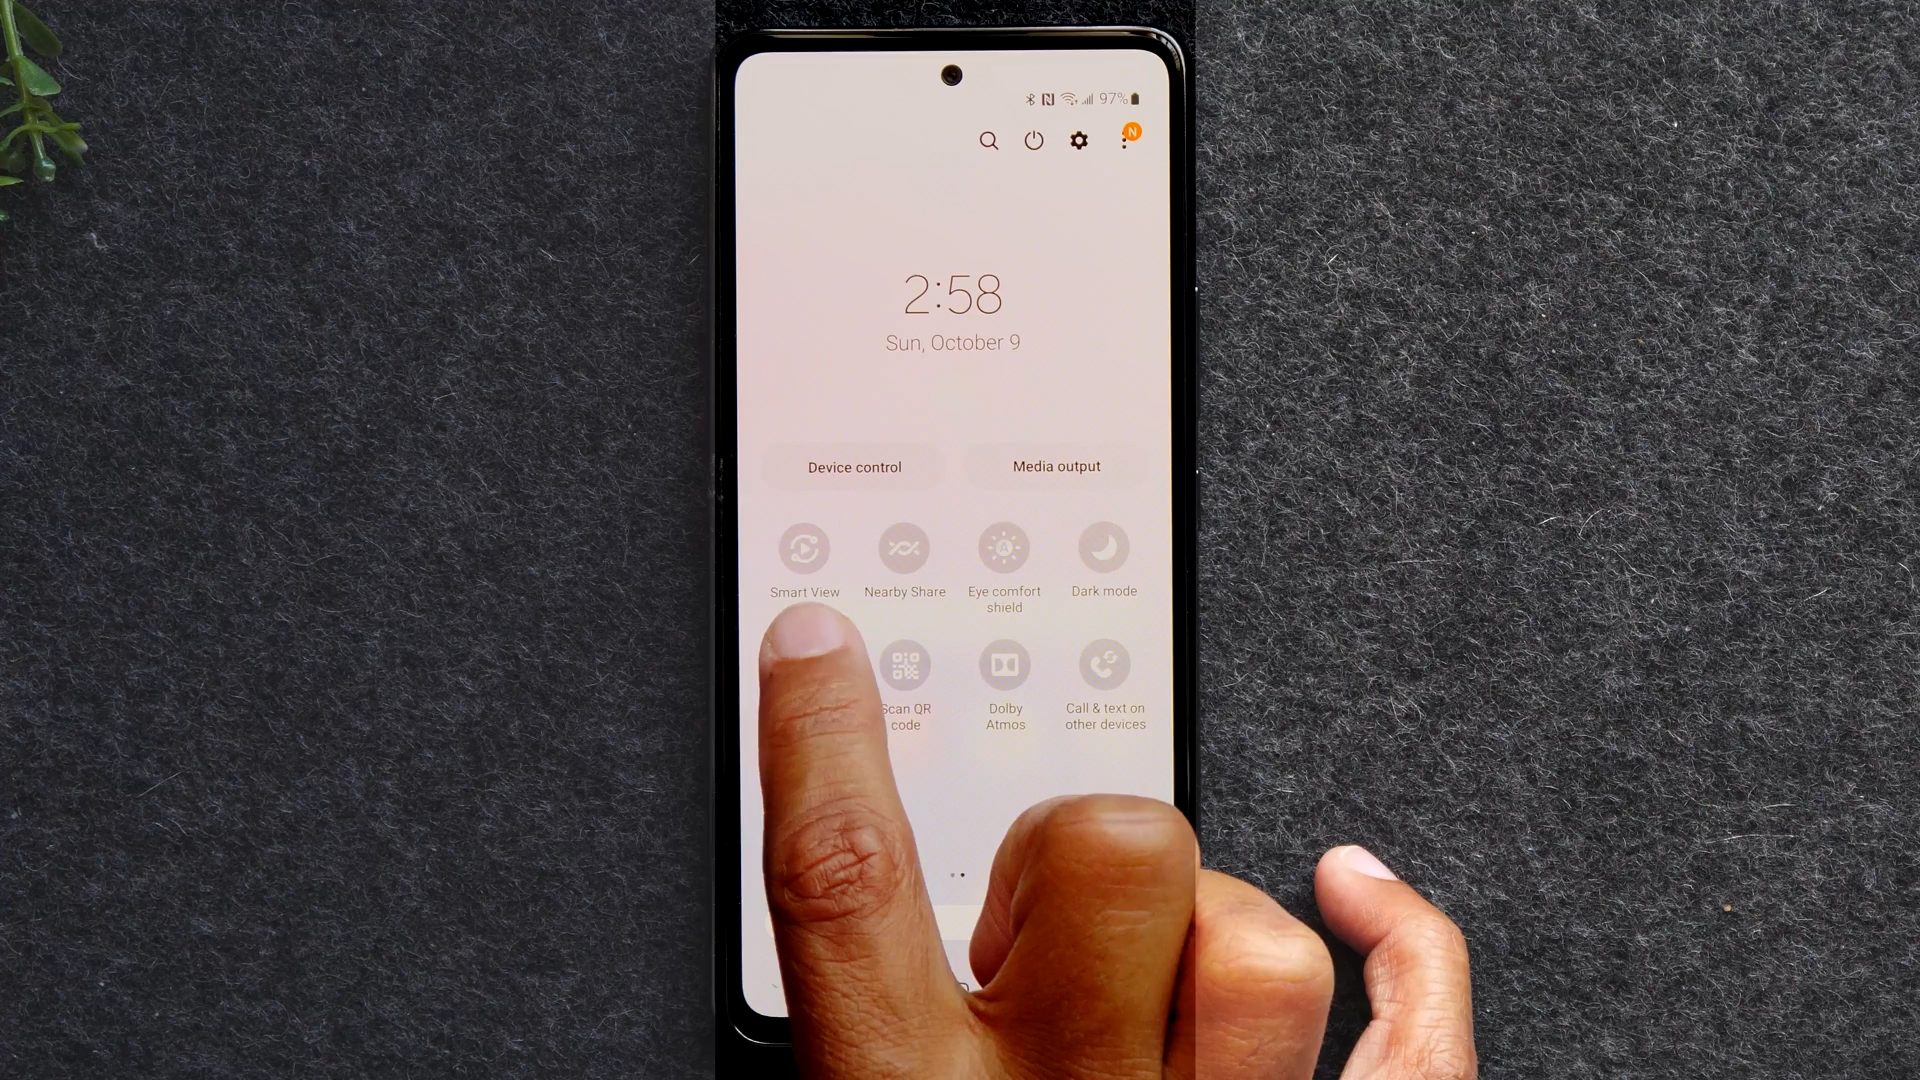 97%
N
2:58
Sun, October 9
Device control
Media output
Smart View
Nearby Share
Eye comfort
shield
Dark mode
Scan QR
code
Dolby
Atmos
Call & text on
other devices